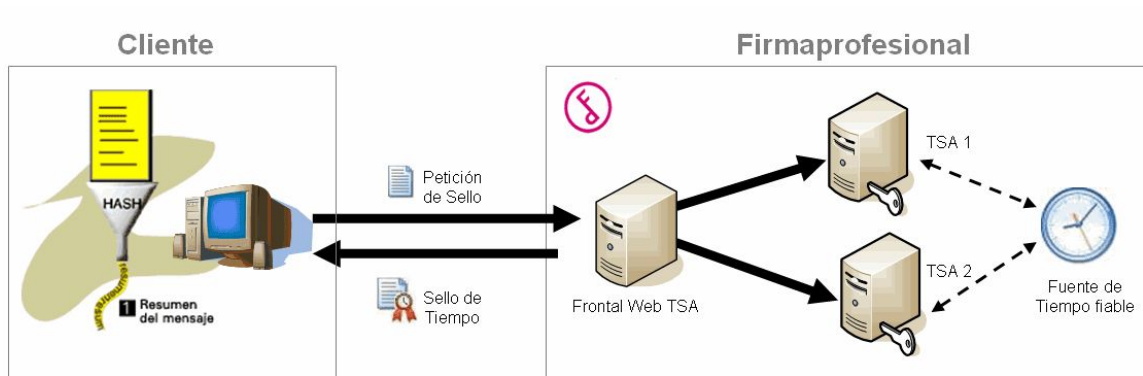 Cliente
Firmaprofesional
HASH
resumenresum
1 Resumen
del mensaje
Petición
de Sello
Sello de
Tiempo
Frontal Web TSA
TSA 1
TSA 2
Fuente de
Tiempo fiable